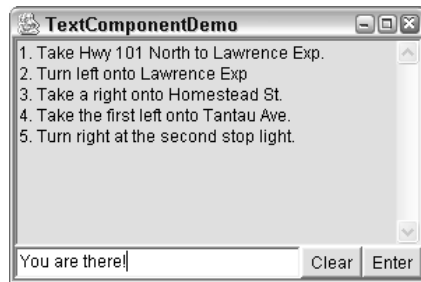 TextComponentDemo
1. Take Hwy 101 North to Lawrence Exp.
2. Turn left onto Lawrence Exp
3. Take a right onto Homestead St.
4. Take the first left onto Tantau Ave.
5. Turn right at the second stop light.
You are there! Clear Enter